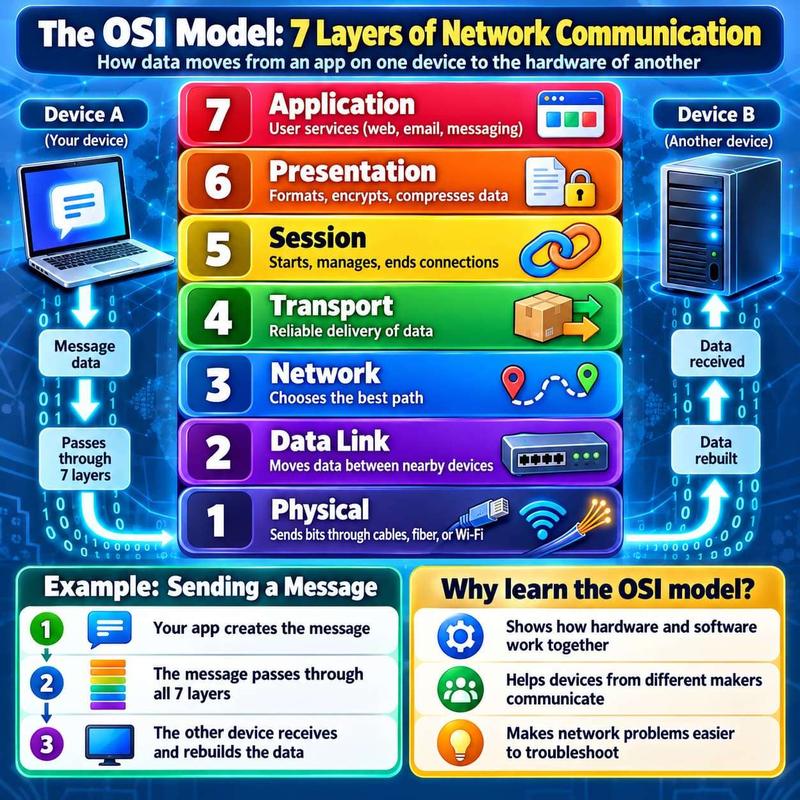 The OSI Model: 7 Layers of Network Communication
How data moves from an app on one device to the hardware of another
Device A
(Your device)
Message
data
Passes
through
7 layers
7
Application
User services (web, email, messaging)
6
Presentation
Formats, encrypts, compresses data
5
Session
Starts, manages, ends connections
4
Transport
Reliable delivery of data
3
Network
Chooses the best path
2
Data Link
Moves data between nearby devices
1
Physical
Sends bits through cables, fiber, or Wi-Fi
Device B
(Another device)
Data
received
Data
rebuilt
Example: Sending a Message
1
Your app creates the message
2
The message passes through
all 7 layers
3
The other device receives
and rebuilds the data
Why learn the OSI model?
Shows how hardware and software
work together
Helps devices from different makers
communicate
Makes network problems easier
to troubleshoot